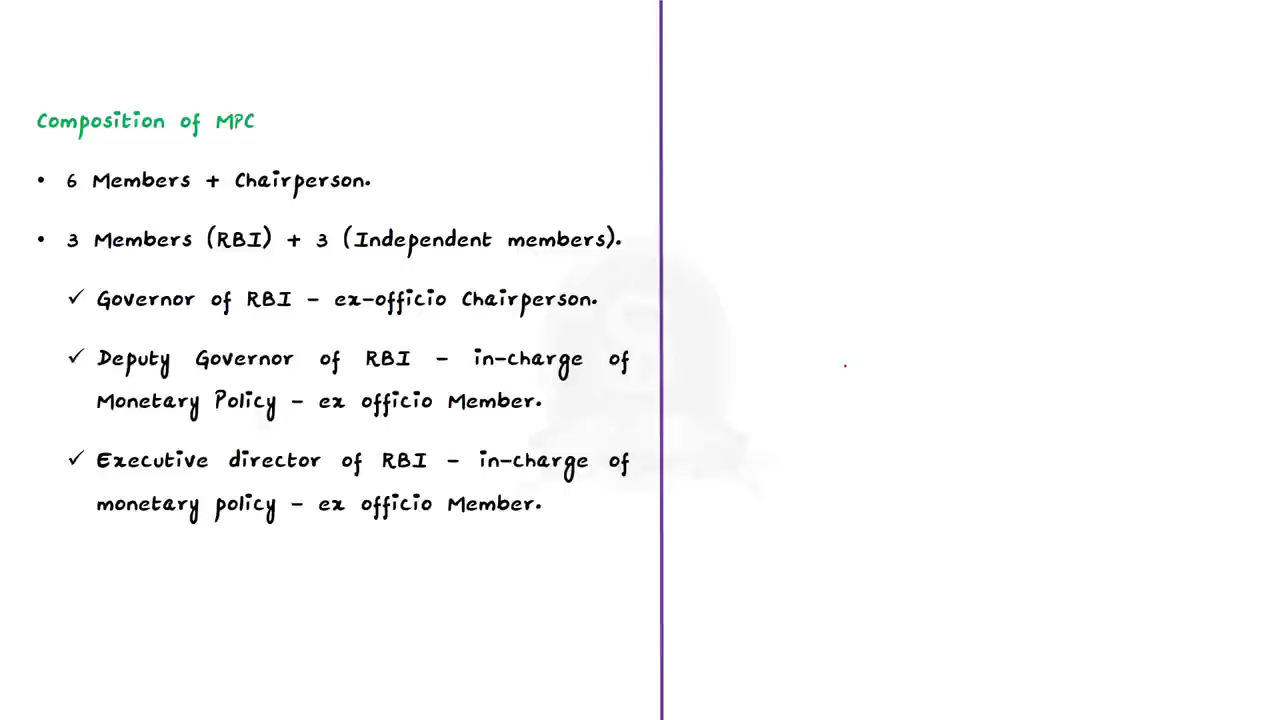 Composition of MPC
• 6 Members + Chairperson.
• 3 Members (RBI) + 3 (Independent members).
✓ Governor of RBI - ex-officio Chairperson.
✓ Deputy Governor of RBI - in-charge of
Monetary Policy - ex officio Member.
✓ Executive director of RBI - in-charge of
monetary policy - ex officio Member.